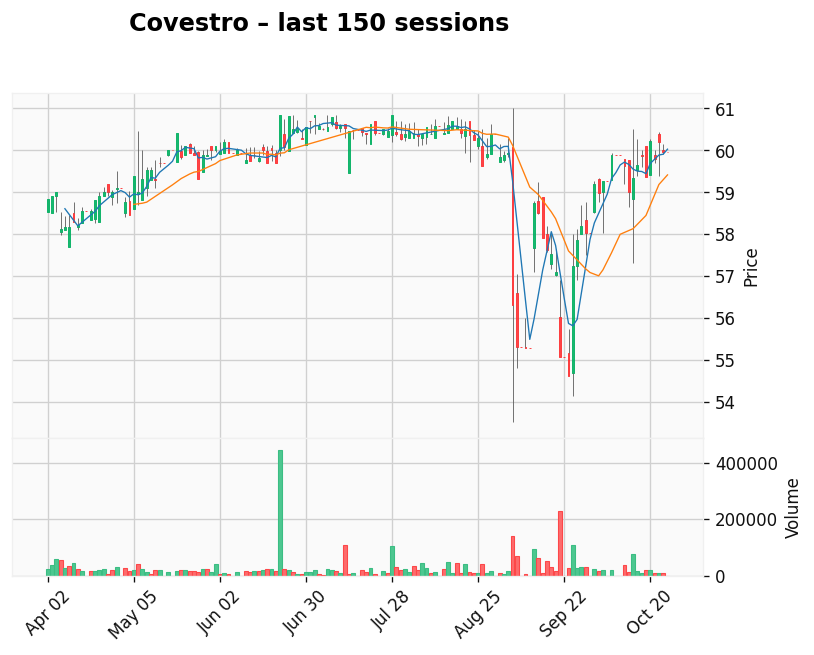 Covestro – last 150 sessions
61
60
59
58
57
56
55
54
Price
400000
200000
0
Volume
Apr 02
May 05
Jun 02
Jun 30
Jul 28
Aug 25
Sep 22
Oct 20